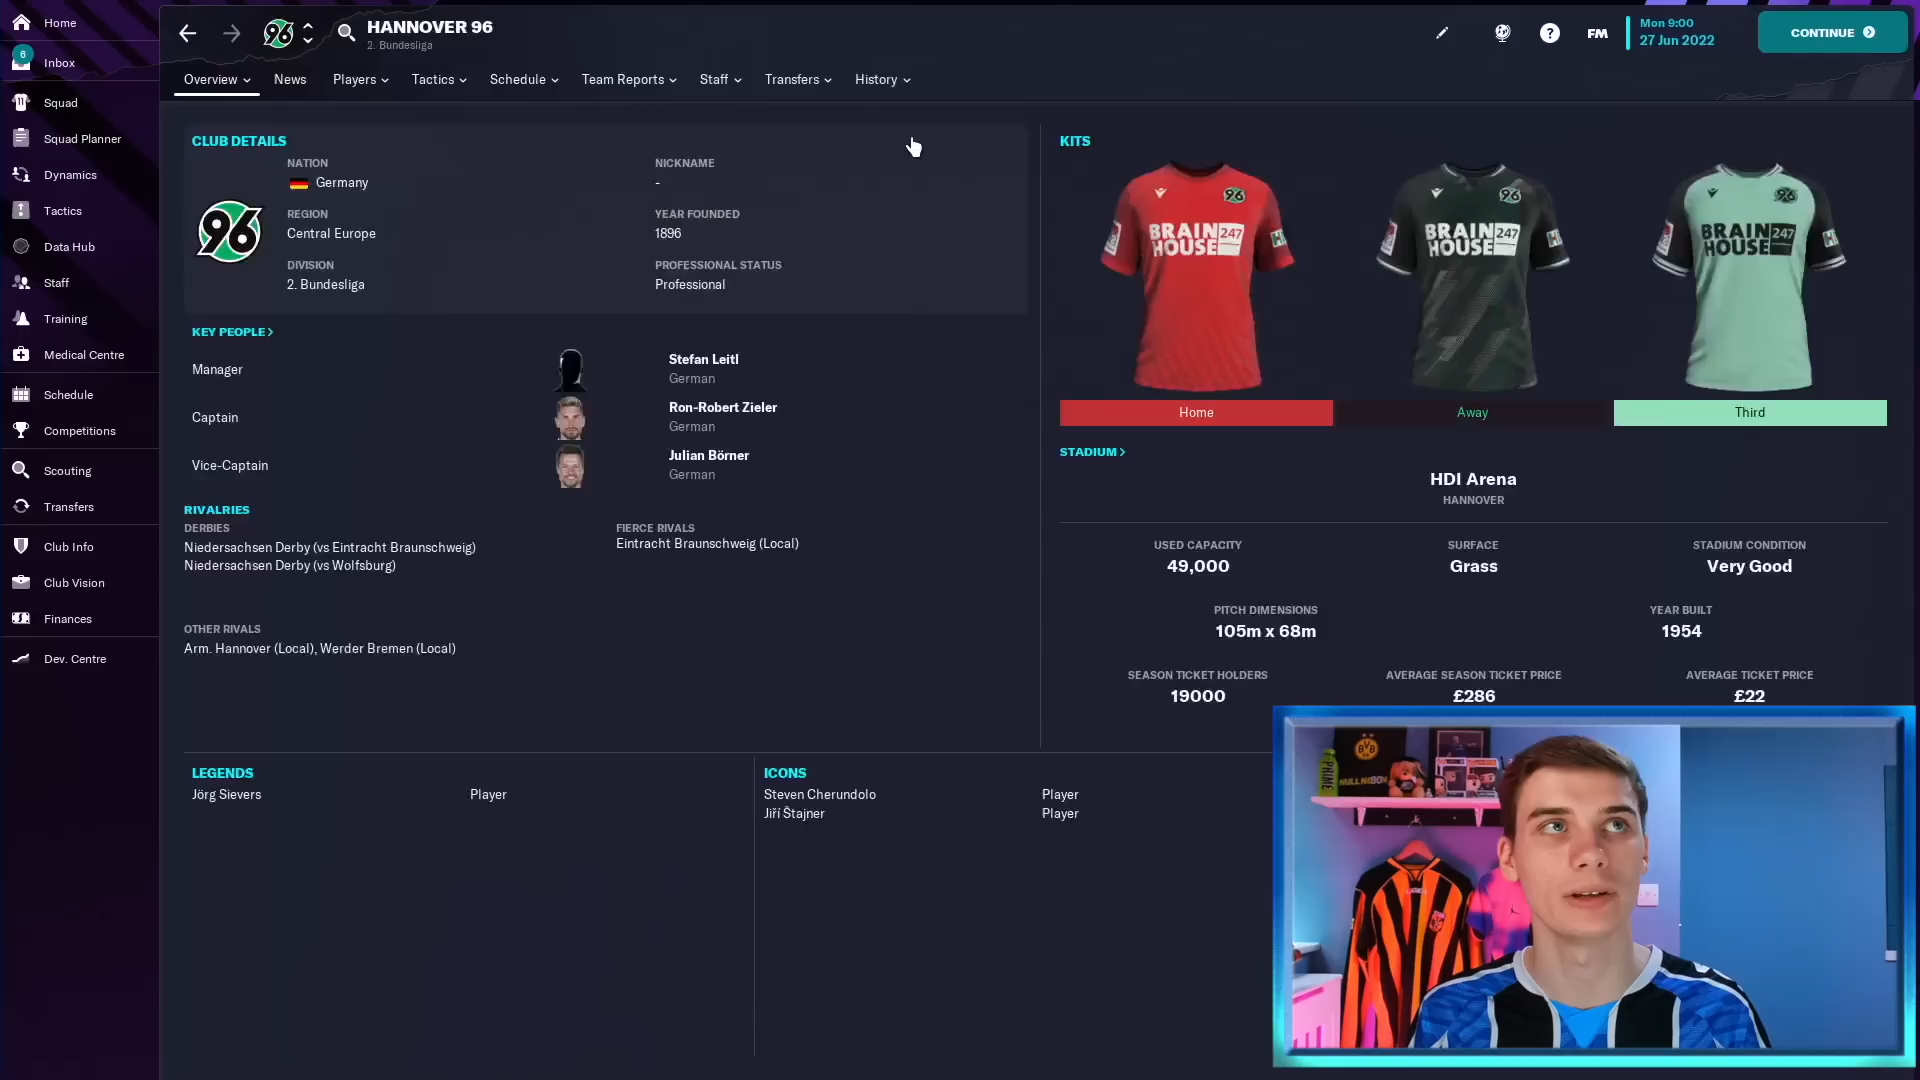 Home
6
Inbox
Squad
Squad Planner
Dynamics
Tactics
Data Hub
Staff
Training
Medical Centre
Schedule
Competitions
Scouting
Transfers
Club Info
Club Vision
Finances
Dev. Centre
96
HANNOVER 96
2. Bundesliga
?
FM
Mon 9:00
27 Jun 2022
CONTINUE
Overview
News
Players
Tactics
Schedule
Team Reports
Staff
Transfers
History
CLUB DETAILS
96
NATION
Germany
NICKNAME
-
REGION
Central Europe
YEAR FOUNDED
1896
DIVISION
2. Bundesliga
PROFESSIONAL STATUS
Professional
KEY PEOPLE
Manager
Stefan Leitl
German
Captain
Ron-Robert Zieler
German
Vice-Captain
Julian Börner
German
RIVALRIES
DERBIES
Niedersachsen Derby (vs Eintracht Braunschweig)
Niedersachsen Derby (vs Wolfsburg)
FIERCE RIVALS
Eintracht Braunschweig (Local)
OTHER RIVALS
Arm. Hannover (Local), Werder Bremen (Local)
KITS
96
BRAIN 247
HOUSE
96
BRAIN 247
HOUSE
96
BRAIN 247
HOUSE
Home
Away
Third
STADIUM
HDI Arena
HANNOVER
USED CAPACITY
49,000
SURFACE
Grass
STADIUM CONDITION
Very Good
PITCH DIMENSIONS
105m x 68m
YEAR BUILT
1954
SEASON TICKET HOLDERS
19000
AVERAGE SEASON TICKET PRICE
£286
AVERAGE TICKET PRICE
£22
LEGENDS
Jörg Sievers
Player
ICONS
Steven Cherundolo
Player
Jiří Štajner
Player
BVB
PRIME